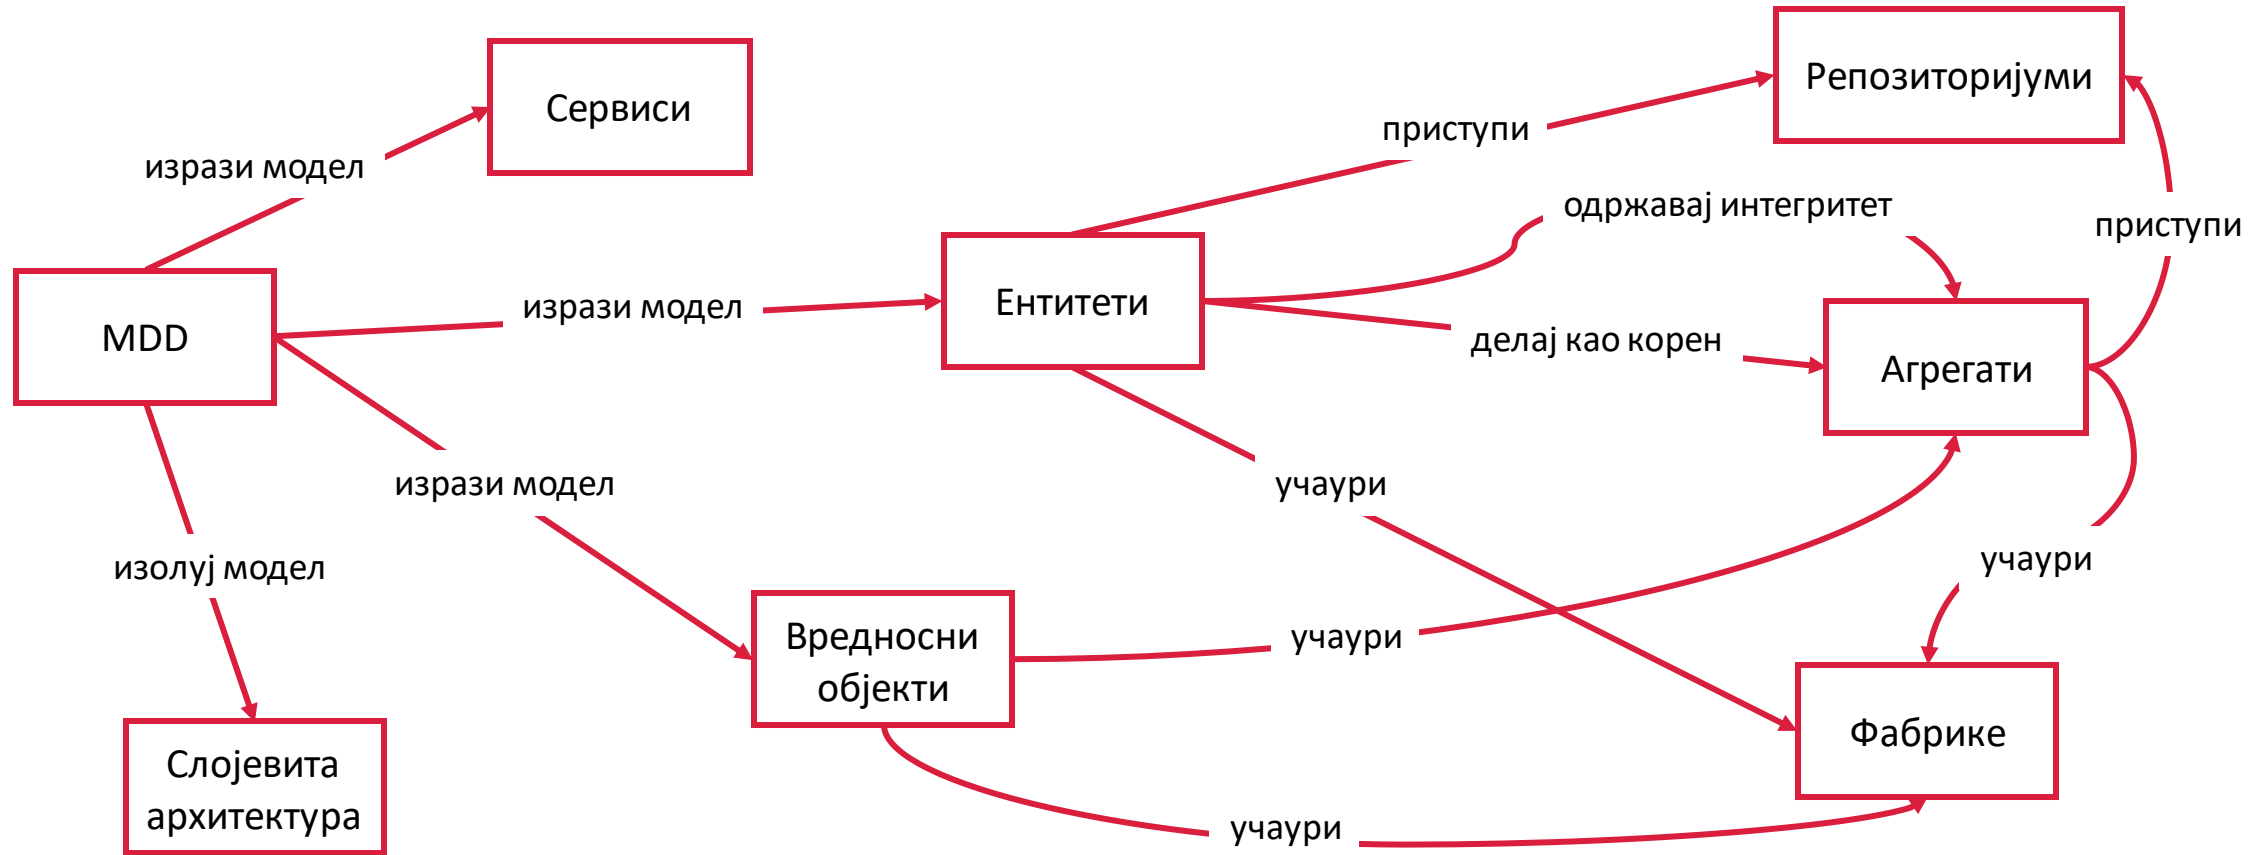 Репозиторијуми
Сервиси
приступи
изрази модел
одржавај интегритет
приступи
Ентитети
изрази модел
MDD
делај као корен
Агрегати
изрази модел
учаури
учаури
изолуј модел
Вредносни
објекти
учаури
Фабрике
Слојевита
архитектура
учаури